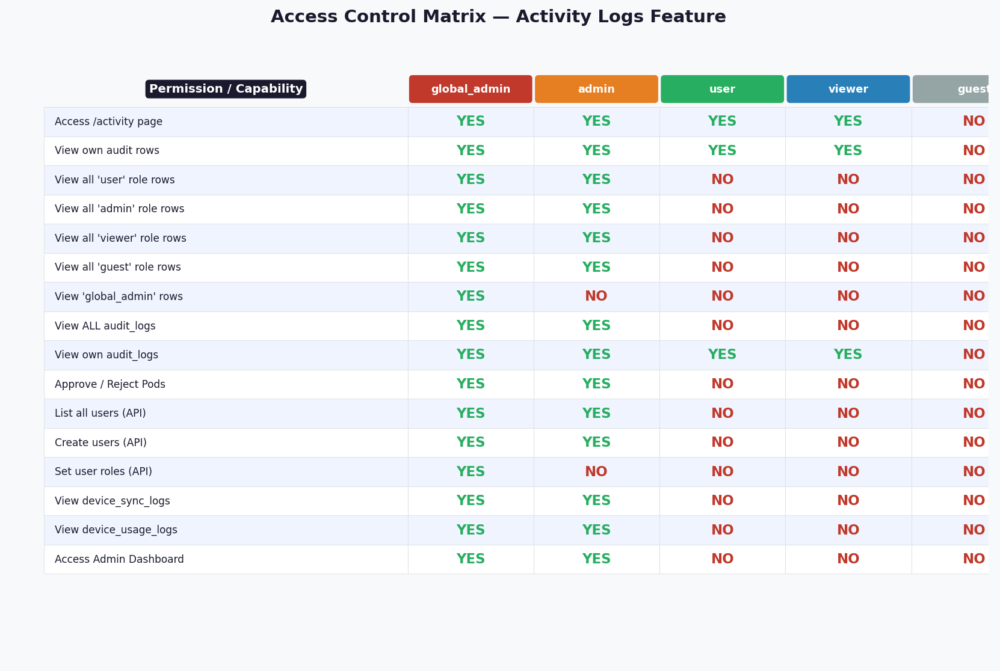 Access Control Matrix — Activity Logs Feature
Permission / Capability global_admin admin user viewer guest
Access /activity page YES YES YES YES NO
View own audit rows YES YES YES YES NO
View all 'user' role rows YES YES NO NO NO
View all 'admin' role rows YES YES NO NO NO
View all 'viewer' role rows YES YES NO NO NO
View all 'guest' role rows YES YES NO NO NO
View 'global_admin' rows YES NO NO NO NO
View ALL audit_logs YES YES NO NO NO
View own audit_logs YES YES YES YES NO
Approve / Reject Pods YES YES NO NO NO
List all users (API) YES YES NO NO NO
Create users (API) YES YES NO NO NO
Set user roles (API) YES NO NO NO NO
View device_sync_logs YES YES NO NO NO
View device_usage_logs YES YES NO NO NO
Access Admin Dashboard YES YES NO NO NO